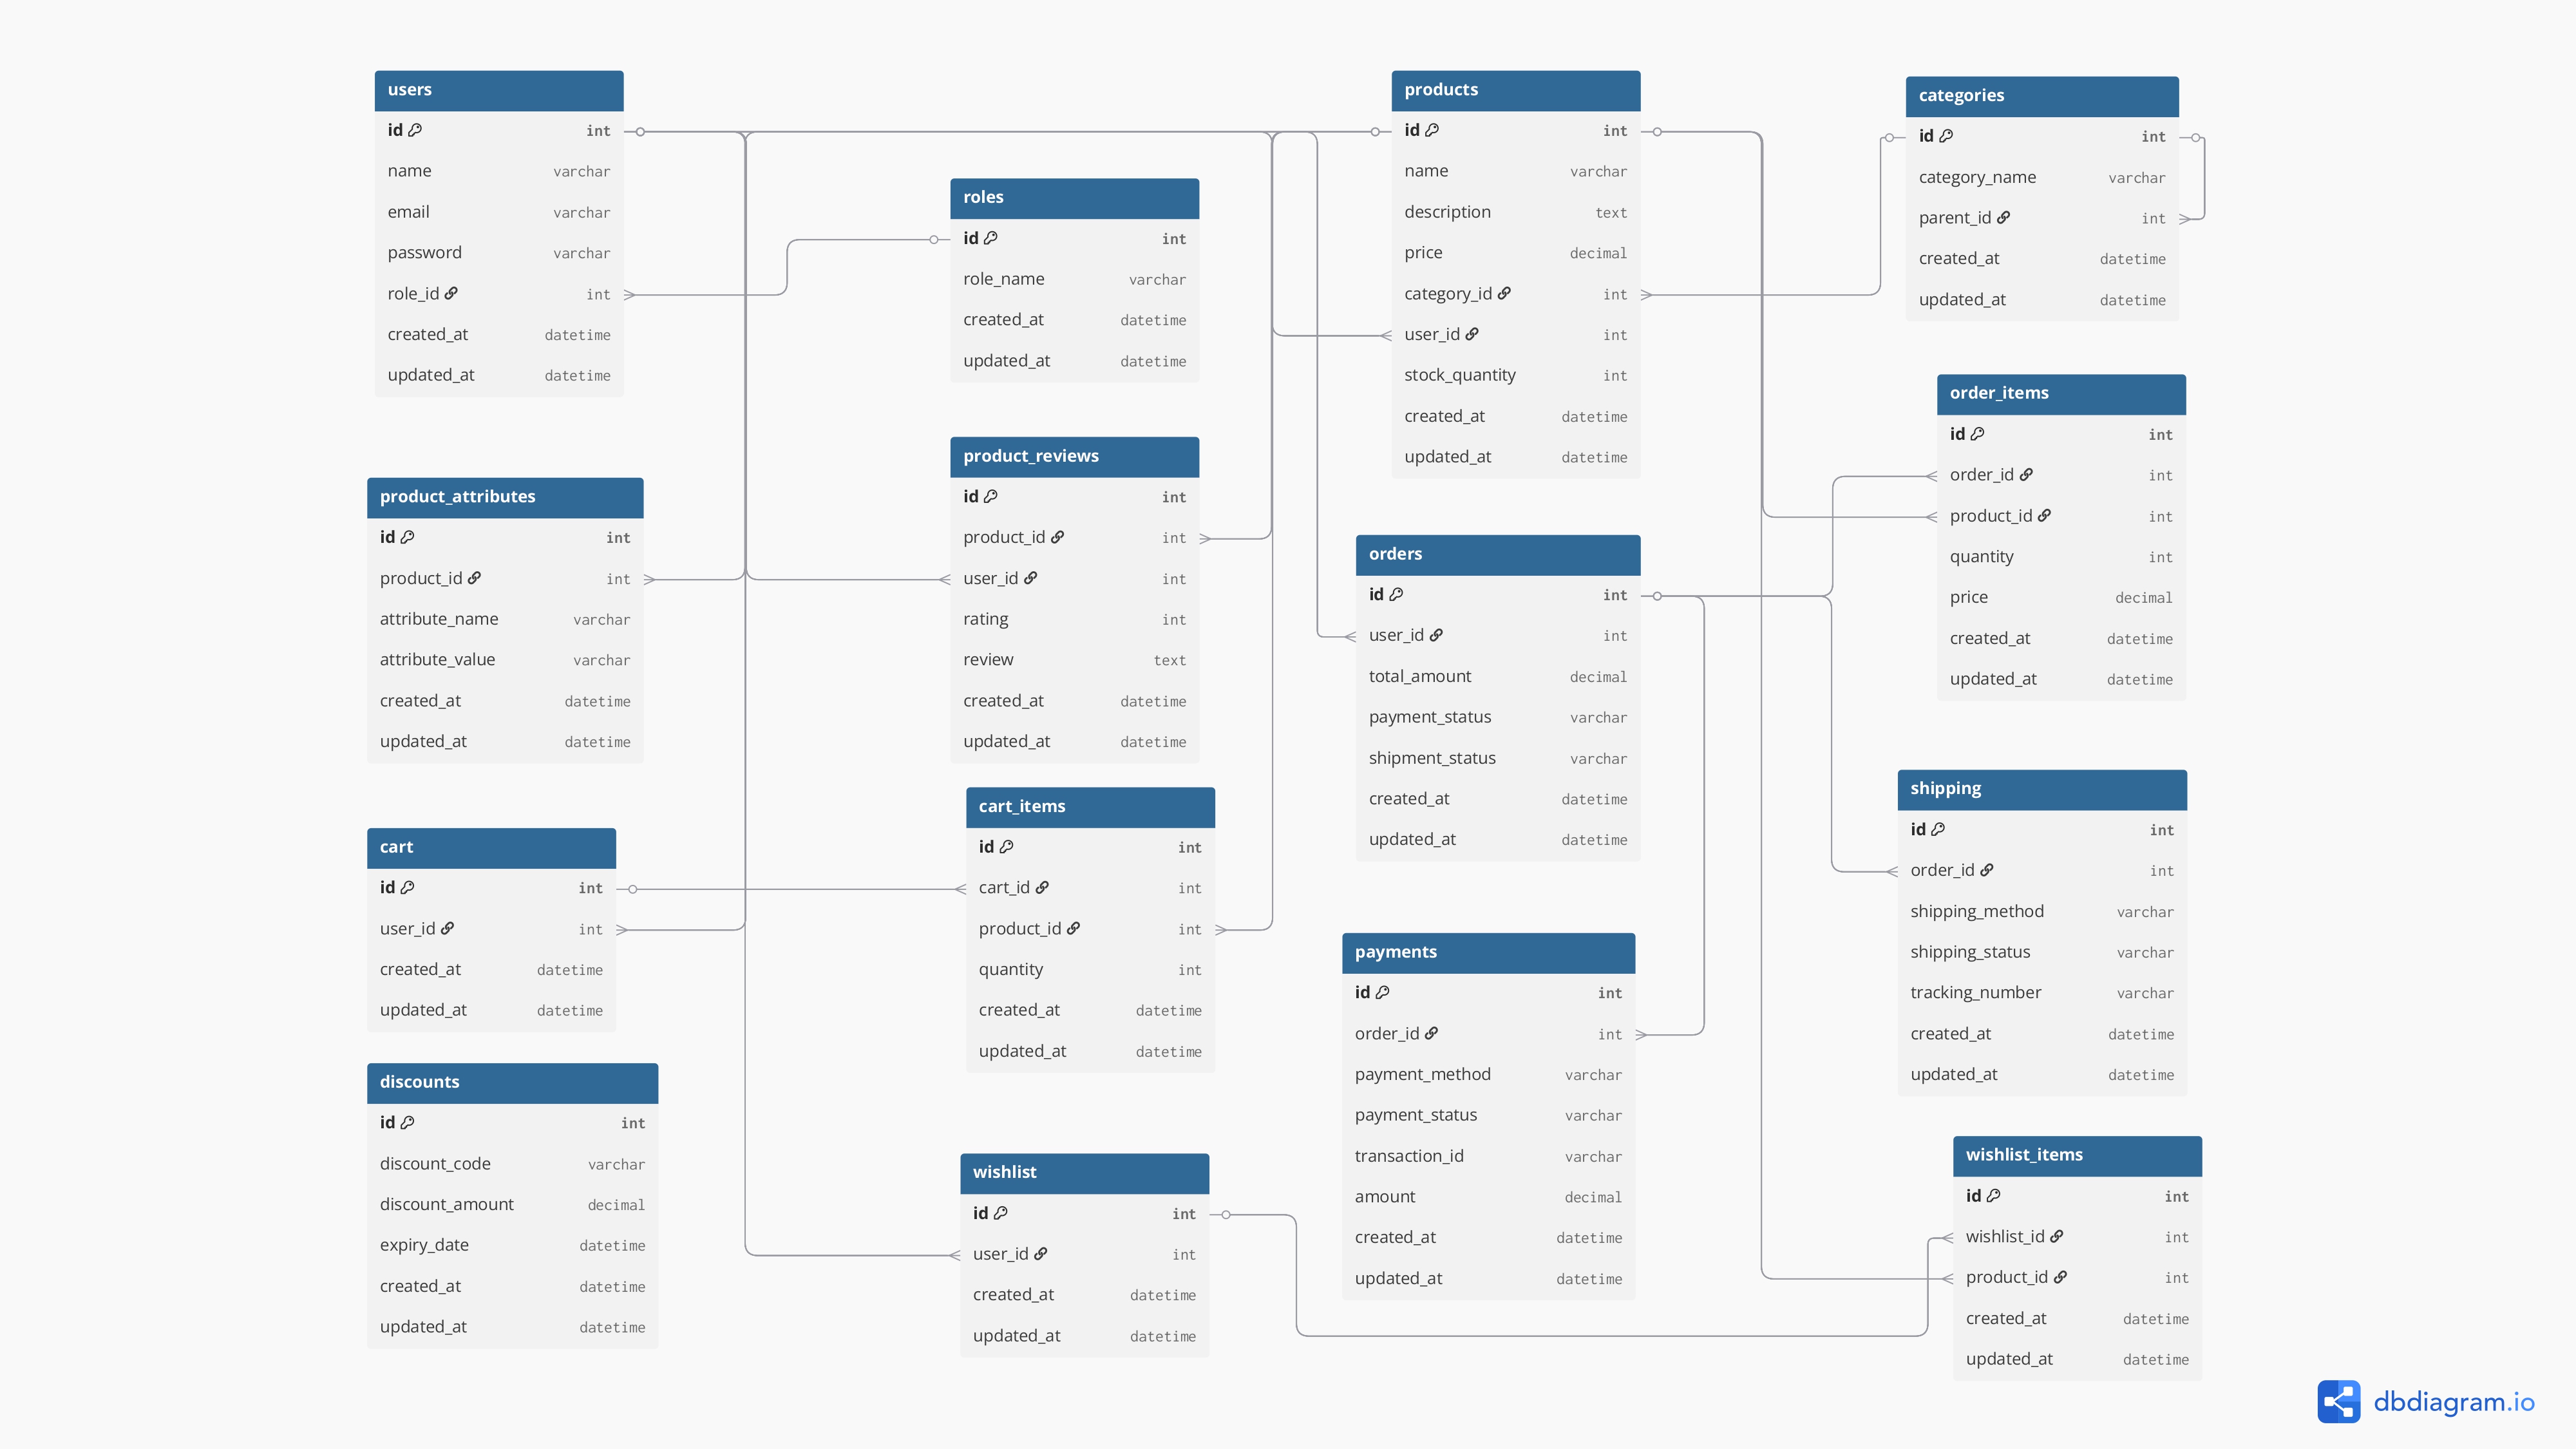 users
id int
name varchar
email varchar
password varchar
role_id int
created_at datetime
updated_at datetime
roles
id int
role_name varchar
created_at datetime
updated_at datetime
products
id int
name varchar
description text
price decimal
category_id int
user_id int
stock_quantity int
created_at datetime
updated_at datetime
categories
id int
category_name varchar
parent_id int
created_at datetime
updated_at datetime
product_attributes
id int
product_id int
attribute_name varchar
attribute_value varchar
created_at datetime
updated_at datetime
product_reviews
id int
product_id int
user_id int
rating int
review text
created_at datetime
updated_at datetime
orders
id int
user_id int
total_amount decimal
payment_status varchar
shipment_status varchar
created_at datetime
updated_at datetime
order_items
id int
order_id int
product_id int
quantity int
price decimal
created_at datetime
updated_at datetime
cart
id int
user_id int
created_at datetime
updated_at datetime
cart_items
id int
cart_id int
product_id int
quantity int
created_at datetime
updated_at datetime
payments
id int
order_id int
payment_method varchar
payment_status varchar
transaction_id varchar
amount decimal
created_at datetime
updated_at datetime
shipping
id int
order_id int
shipping_method varchar
shipping_status varchar
tracking_number varchar
created_at datetime
updated_at datetime
discounts
id int
discount_code varchar
discount_amount decimal
expiry_date datetime
created_at datetime
updated_at datetime
wishlist
id int
user_id int
created_at datetime
updated_at datetime
wishlist_items
id int
wishlist_id int
product_id int
created_at datetime
updated_at datetime
dbdiagram.io